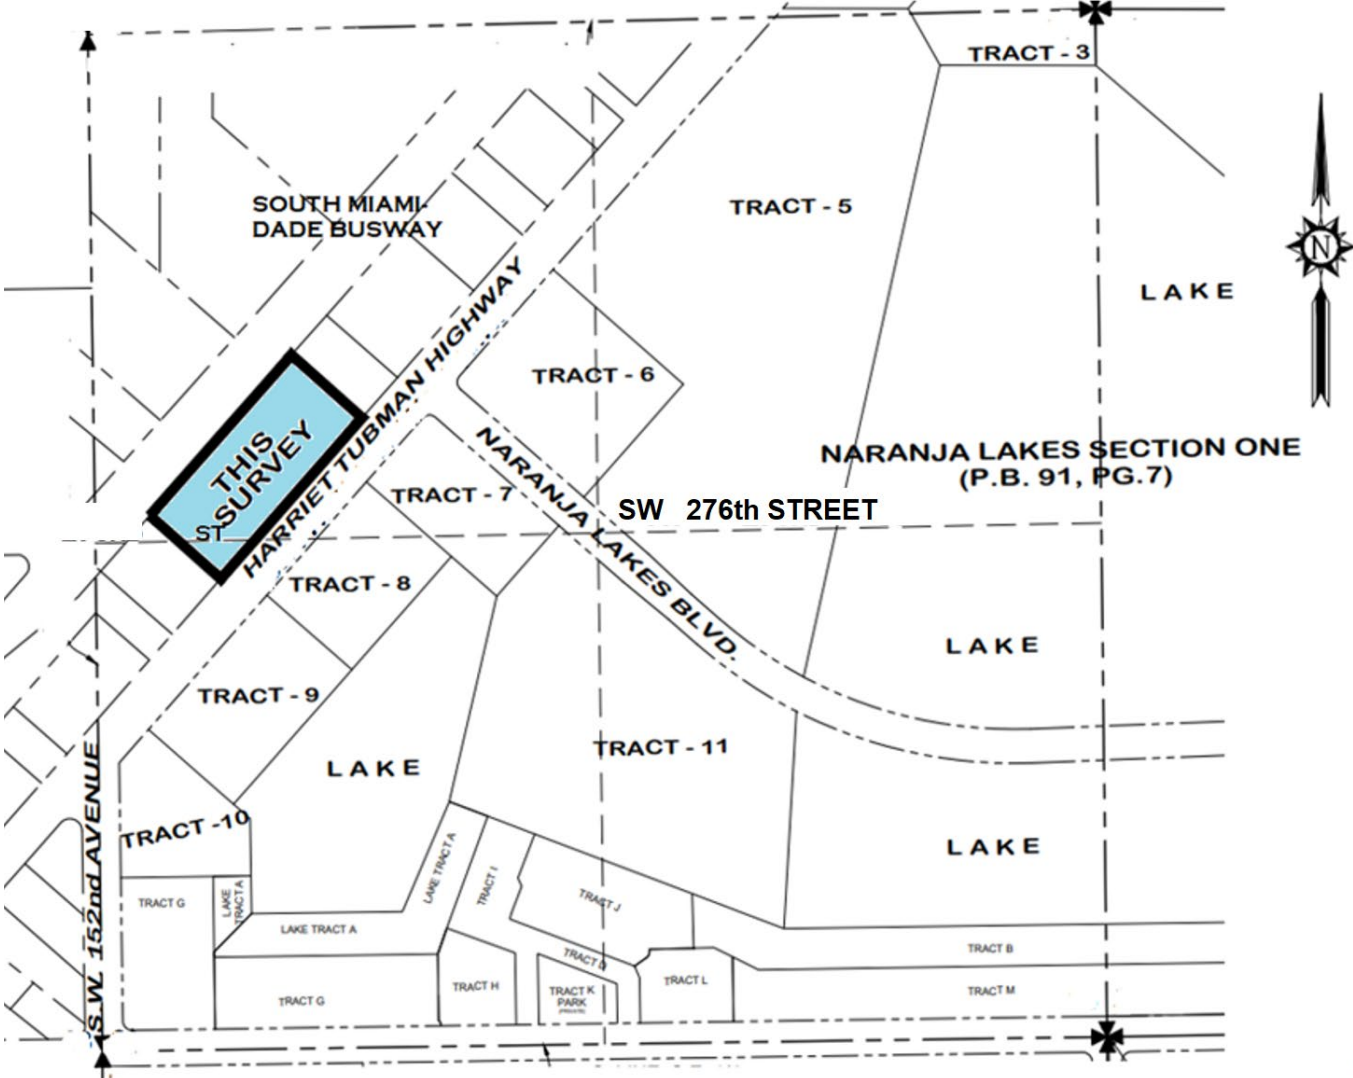 TRACT - 3
SOUTH MIAMI-
DADE BUSWAY
TRACT - 5
N
LAKE
HARRIET TUBMAN HIGHWAY
TRACT - 6
THIS
SURVEY
ST
NARANJA LAKES SECTION ONE
(P.B. 91, PG.7)
TRACT - 7
NARANJA LAKES BLVD.
SW 276th STREET
TRACT - 8
LAKE
TRACT - 9
TRACT - 11
LAKE
S.W. 152nd AVENUE
TRACT -10
LAKE
LAKE TRACT A
TRACT I
TRACT G
LAKE
TRACT A
TRACT J
LAKE TRACT A
TRACT B
TRACT D
TRACT H
TRACT L
TRACT K
PARK
(PRIVATE)
TRACT M
TRACT G